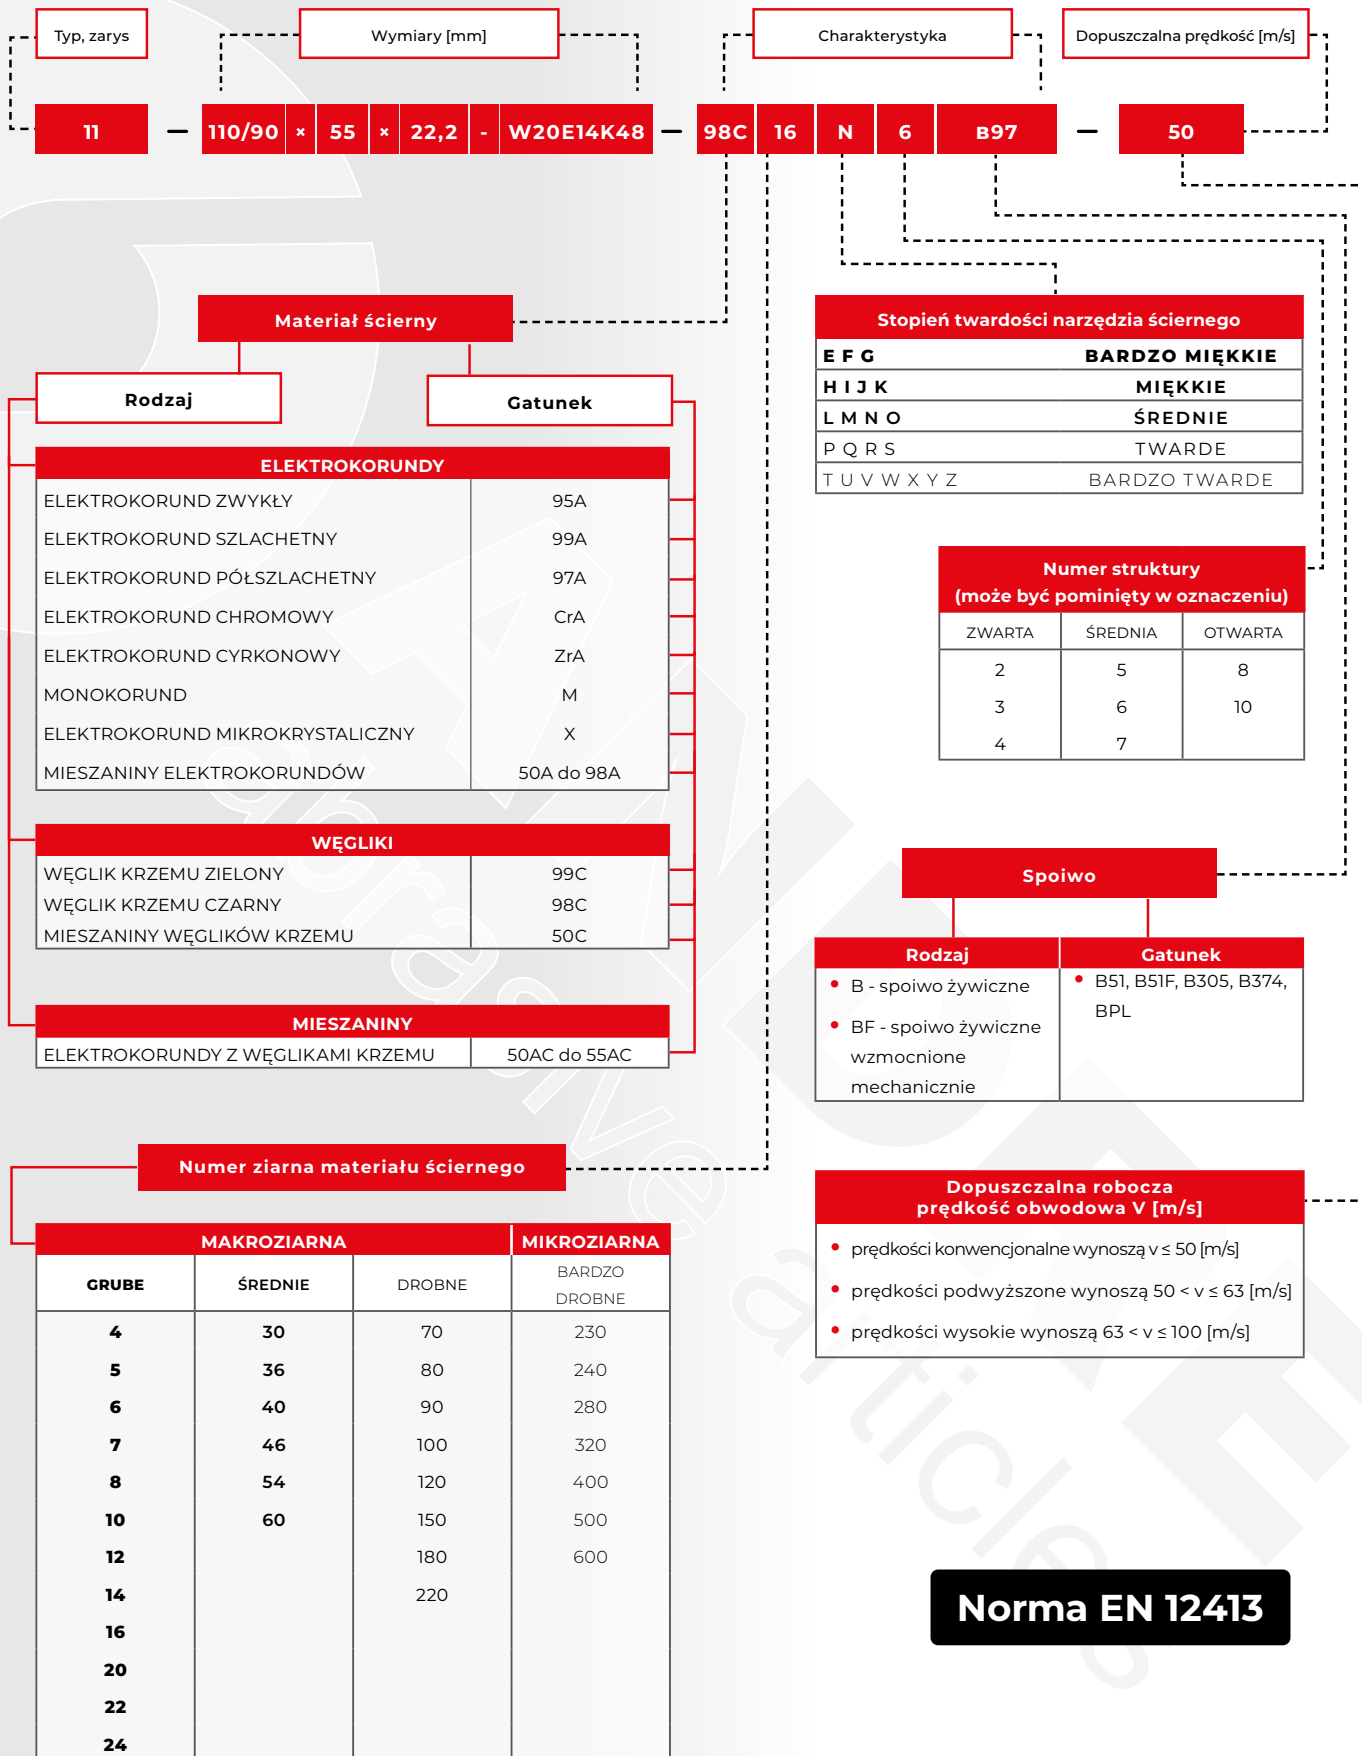 Typ, zarys
Wymiary [mm]
Charakterystyka
Dopuszczalna prędkość [m/s]
11 — 110/90 × 55 × 22,2 - W20E14K48 — 98C 16 N 6 B97 — 50
Materiał ścierny
Rodzaj
Gatunek
ELEKTROKORUNDY
ELEKTROKORUND ZWYKŁY 95A
ELEKTROKORUND SZLACHETNY 99A
ELEKTROKORUND PÓŁSZLACHETNY 97A
ELEKTROKORUND CHROMOWY CrA
ELEKTROKORUND CYRKONOWY ZrA
MONOKORUND M
ELEKTROKORUND MIKROKRYSTALICZNY X
MIESZANINY ELEKTROKORUNDÓW 50A do 98A
WĘGLIKI
WĘGLIK KRZEMU ZIELONY 99C
WĘGLIK KRZEMU CZARNY 98C
MIESZANINY WĘGLIKÓW KRZEMU 50C
MIESZANINY
ELEKTROKORUNDY Z WĘGLIKAMI KRZEMU 50AC do 55AC
Numer ziarna materiału ściernego
MAKROZIARNA MIKROZIARNA
GRUBE ŚREDNIE DROBNE BARDZO
DROBNE
4 30 70 230
5 36 80 240
6 40 90 280
7 46 100 320
8 54 120 400
10 60 150 500
12 180 600
14 220
16
20
22
24
Stopień twardości narzędzia ściernego
E F G BARDZO MIĘKKIE
H I J K MIĘKKIE
L M N O ŚREDNIE
P Q R S TWARDE
T U V W X Y Z BARDZO TWARDE
Numer struktury
(może być pominięty w oznaczeniu)
ZWARTA ŚREDNIA OTWARTA
2 5 8
3 6 10
4 7
Spoiwo
Rodzaj
• B - spoiwo żywiczne
• BF - spoiwo żywiczne
wzmocnione
mechanicznie
Gatunek
• B51, B51F, B305, B374,
BPL
Dopuszczalna robocza
prędkość obwodowa V [m/s]
• prędkości konwencjonalne wynoszą v ≤ 50 [m/s]
• prędkości podwyższone wynoszą 50 < v ≤ 63 [m/s]
• prędkości wysokie wynoszą 63 < v ≤ 100 [m/s]
Norma EN 12413
abrasive articles